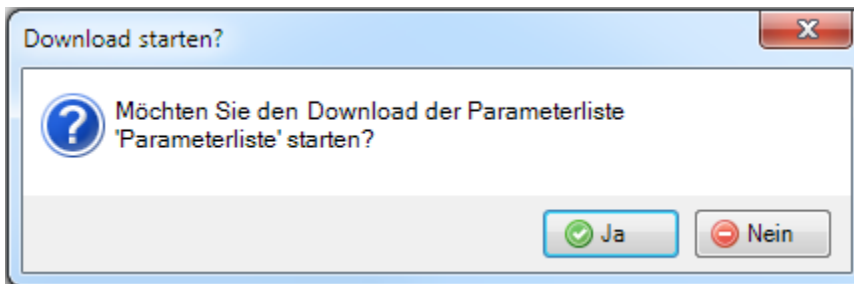 Download starten?
Möchten Sie den Download der Parameterliste
'Parameterliste' starten?
Ja
Nein